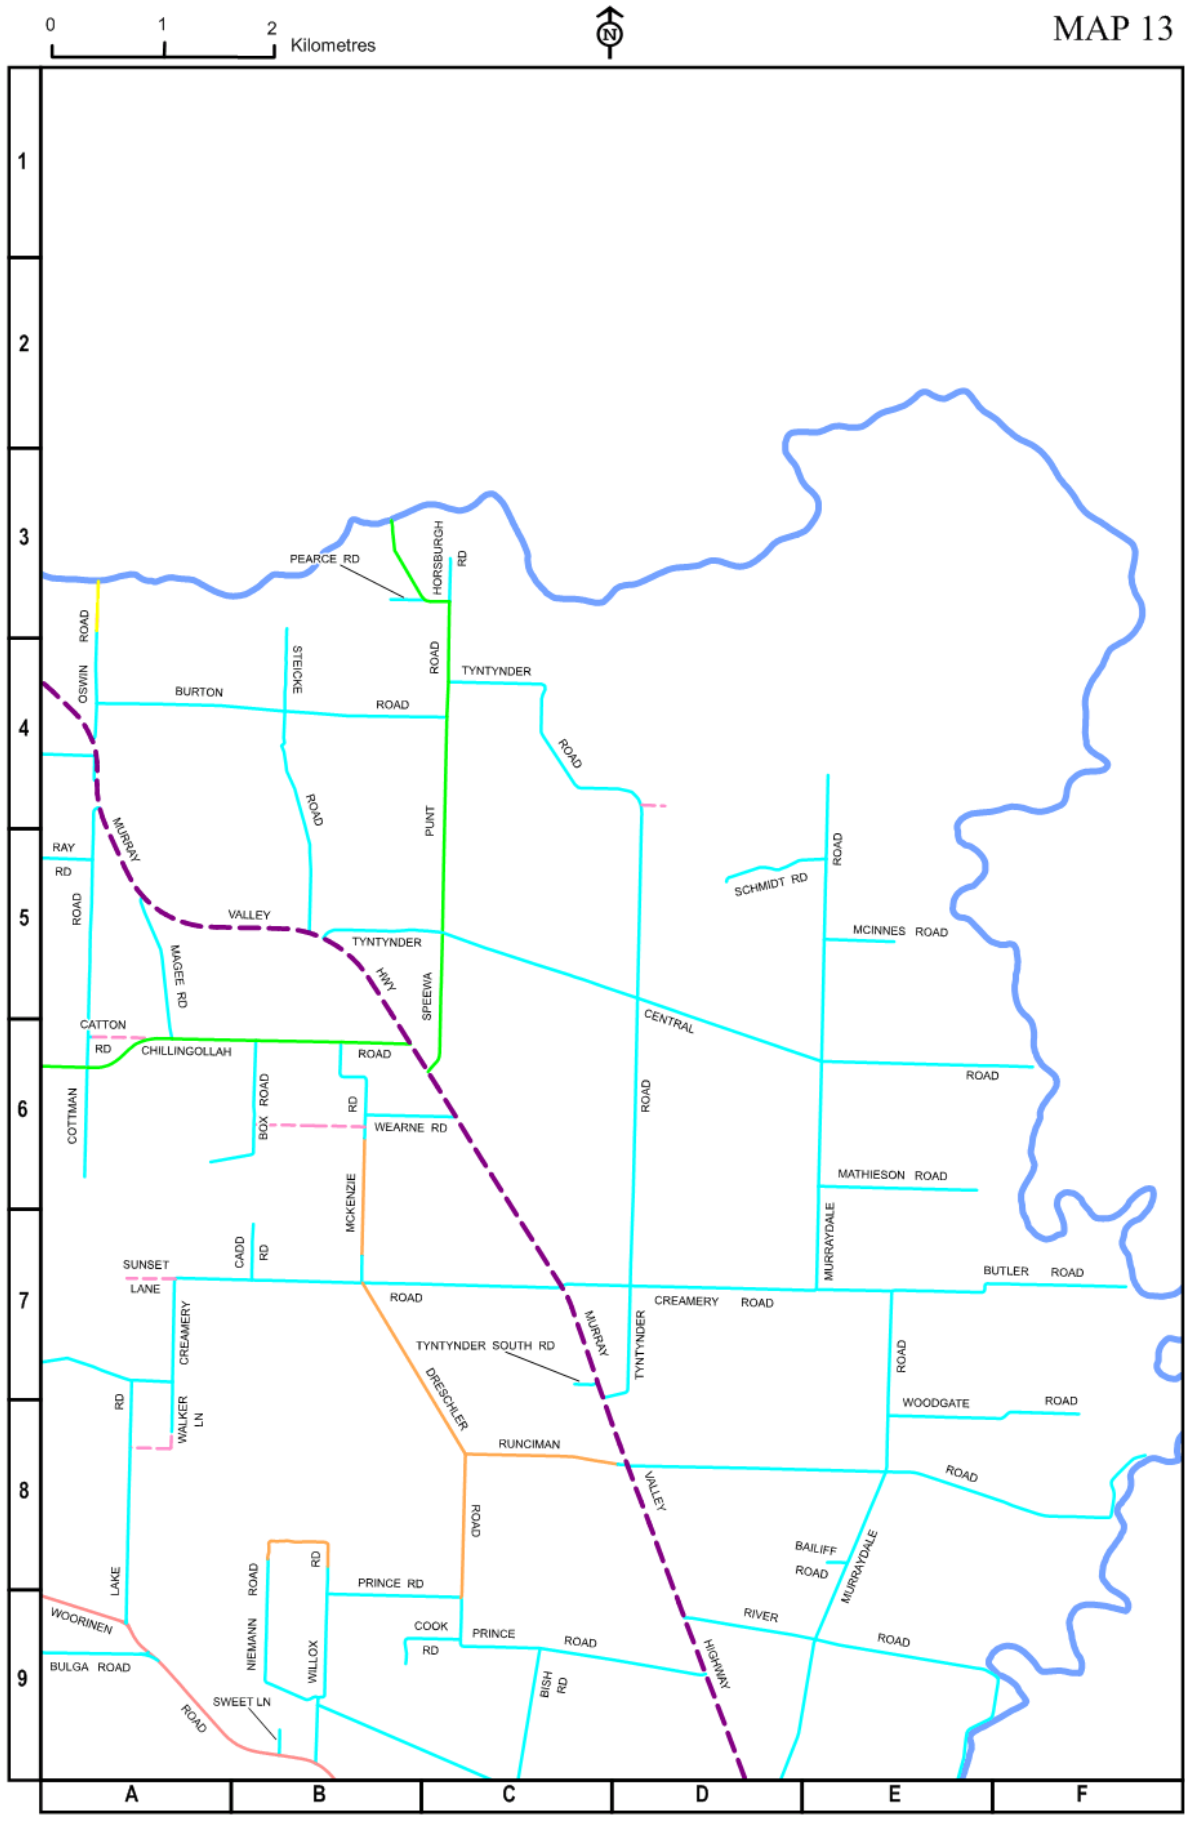 0 1 2
Kilometres
N
MAP 13
1
2
3
HORSBURGH
RD
PEARCE RD
ROAD
OSWIN
STEICKE
ROAD
TYNTYNDER
BURTON
ROAD
4
ROAD
ROAD
PUNT
MURRAY
RAY
RD
ROAD
SCHMIDT RD
ROAD
5
VALLEY
TYNTYNDER
MCINNES ROAD
MAGEE RD
HWY
SPEEWA
CATTON
RD
CHILLINGOLLAH
ROAD
CENTRAL
ROAD
6
COTTMAN
BOX ROAD
RD
WEARNE RD
ROAD
MATHIESON ROAD
MCKENZIE
MURRAYDALE
CADD
RD
SUNSET
LANE
BUTLER ROAD
7
ROAD
CREAMERY ROAD
CREAMERY
MURRAY
TYNTYNDER
TYNTYNDER SOUTH RD
ROAD
DRESCHLER
RD
WALKER
LN
WOODGATE
ROAD
RUNCIMAN
8
VALLEY
ROAD
ROAD
BAILIFF
ROAD
MURRAYDALE
LAKE
ROAD
RD
PRINCE RD
WOORINEN
RIVER
ROAD
COOK
RD
PRINCE
ROAD
NIEMANN
WILLOX
BULGA ROAD
9
BISH
RD
HIGHWAY
SWEET LN
ROAD
A B C D E F